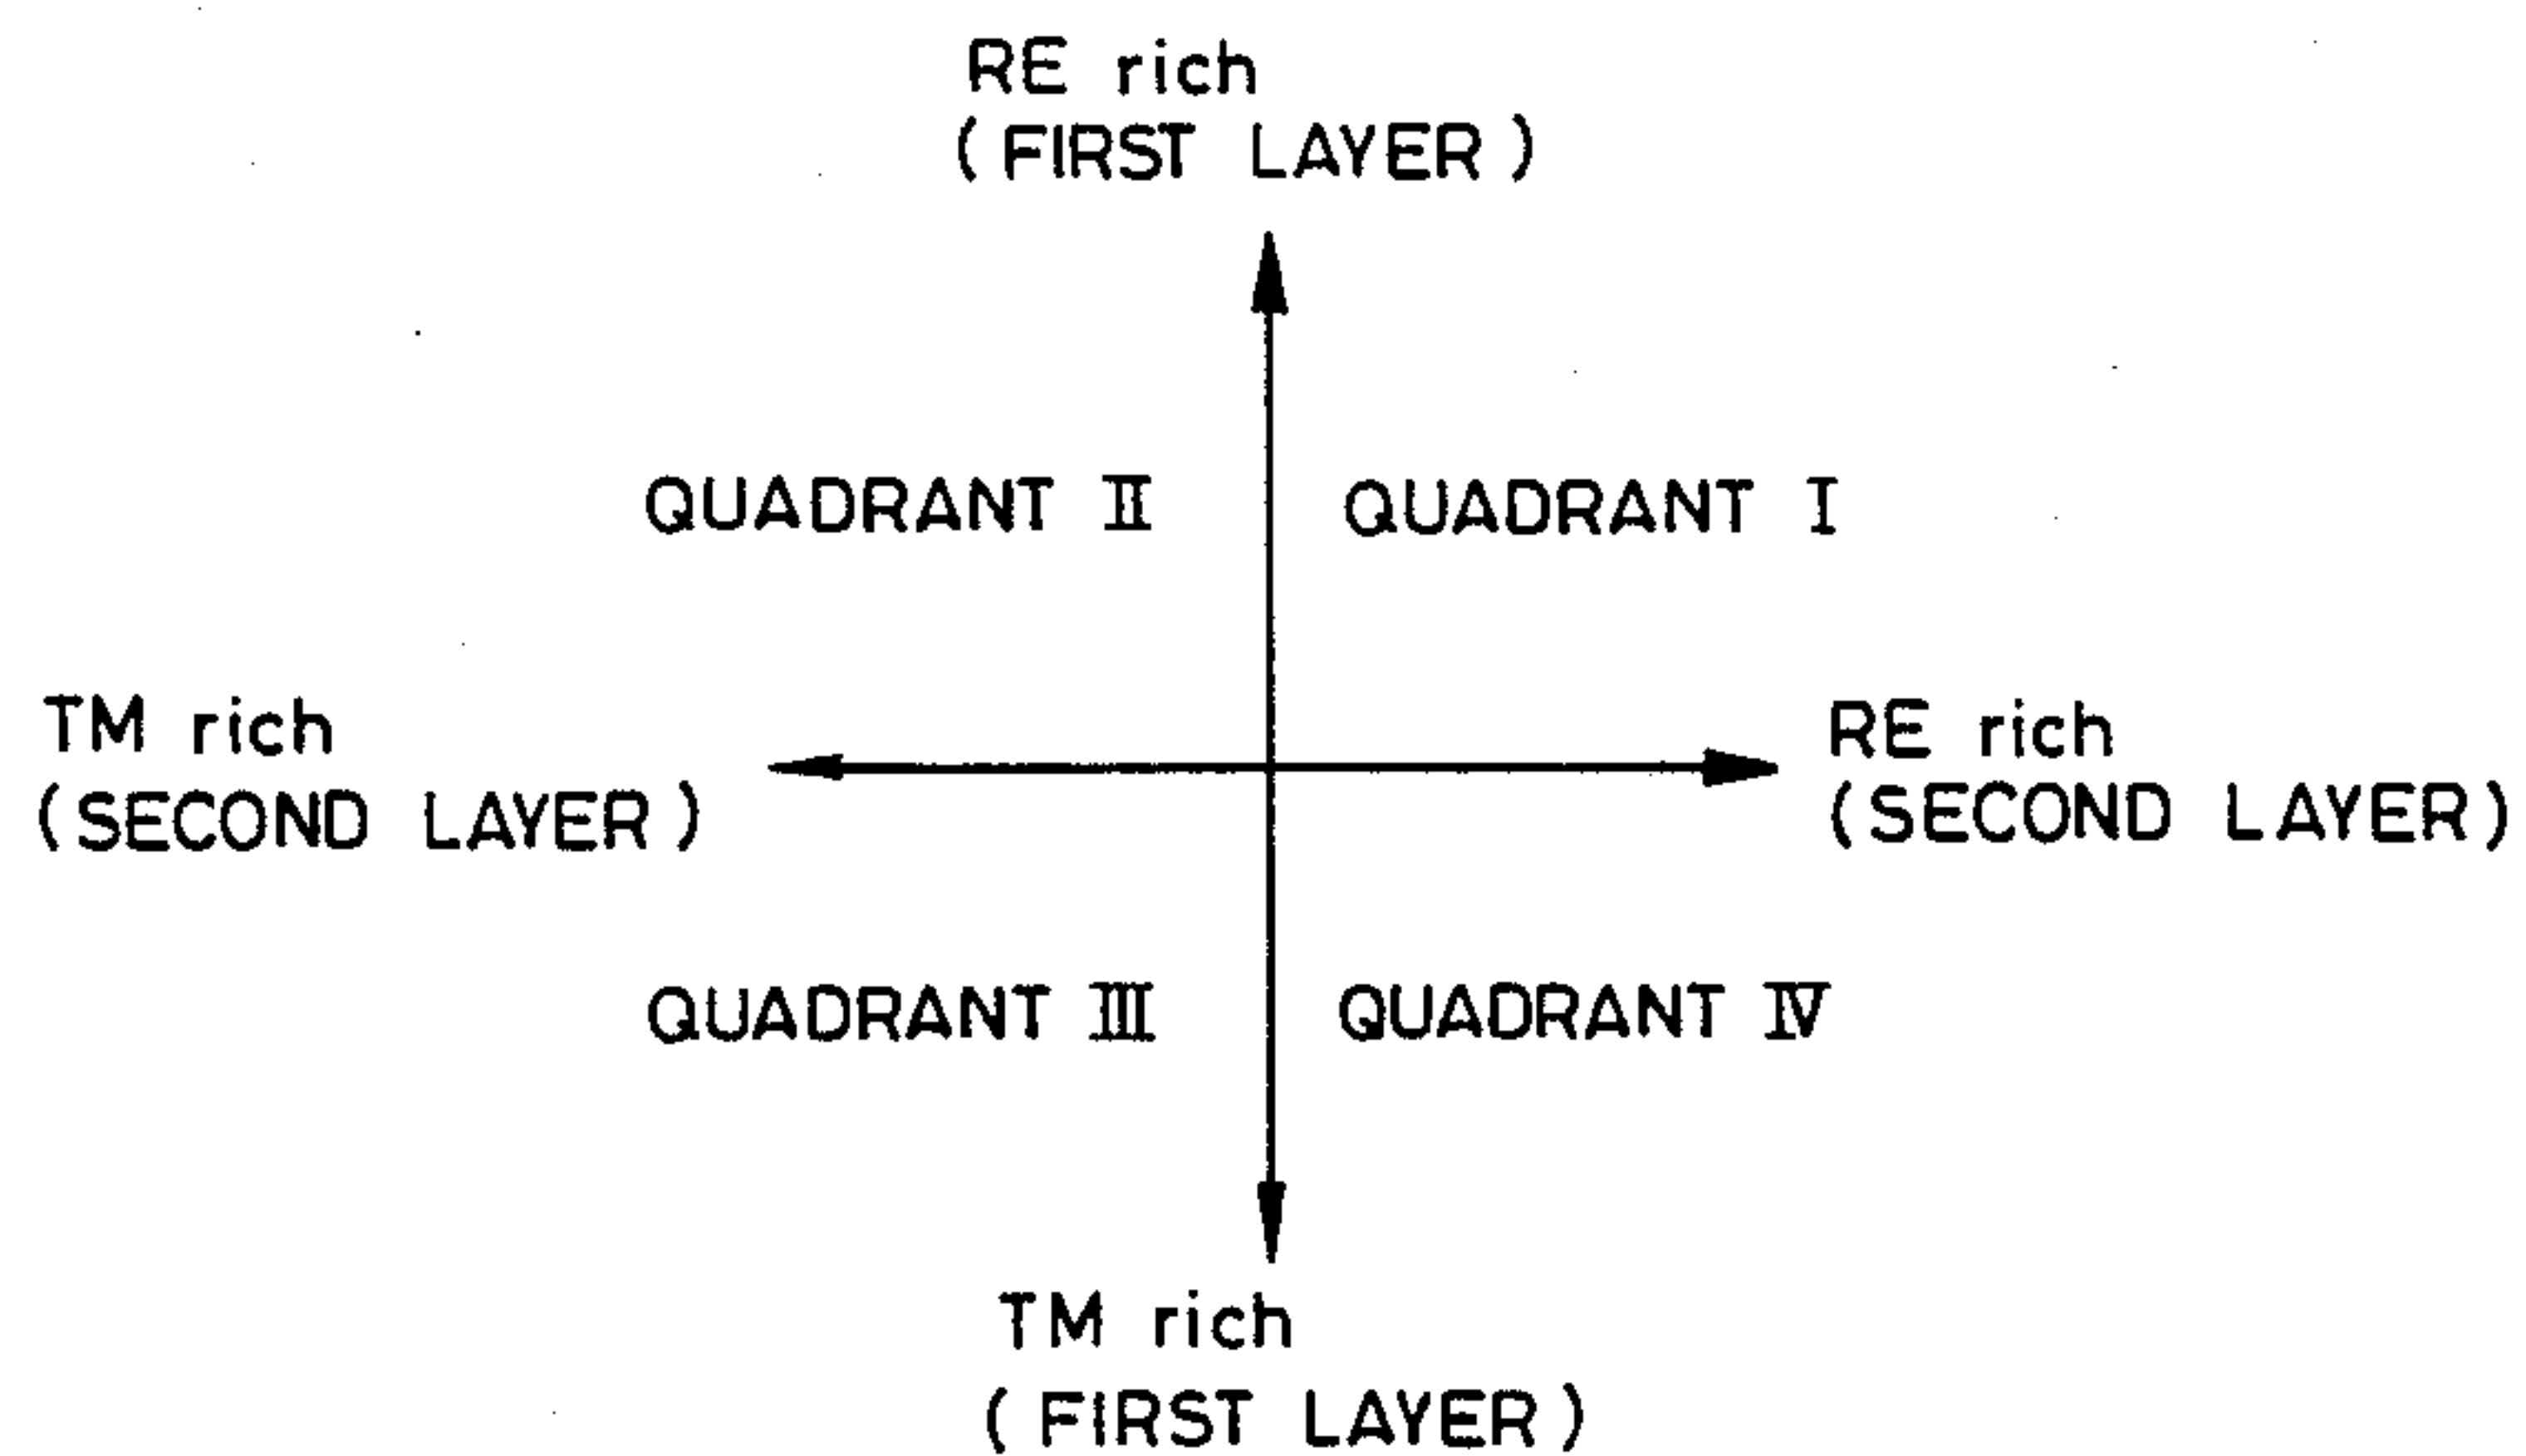 RE rich
(FIRST LAYER)
QUADRANT II
QUADRANT I
TM rich
(SECOND LAYER)
RE rich
(SECOND LAYER)
QUADRANT III
QUADRANT IV
TM rich
(FIRST LAYER)